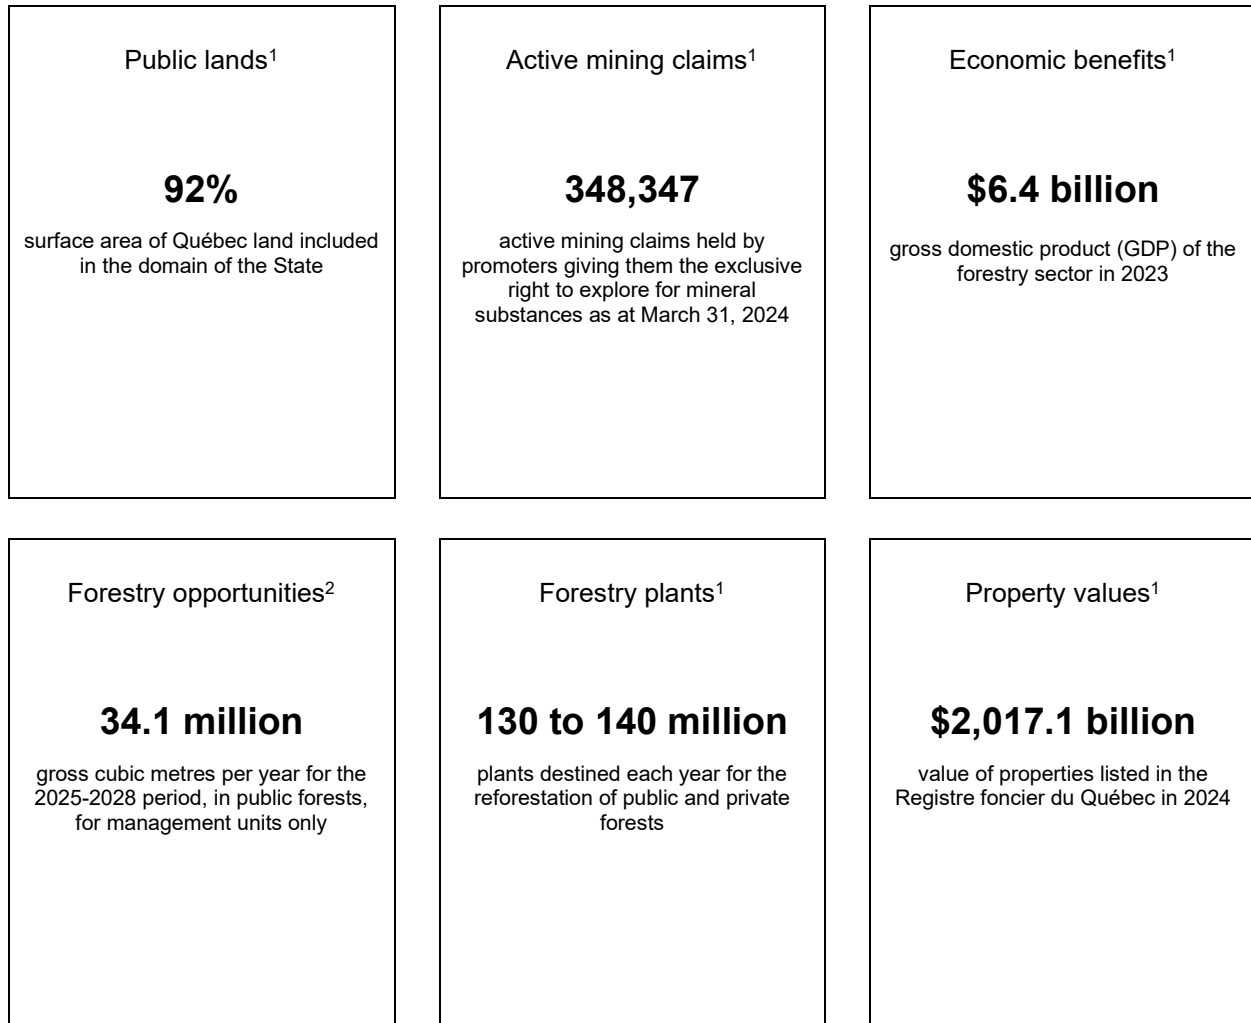 Public lands¹
92%
surface area of Québec land included
in the domain of the State
Active mining claims¹
348,347
active mining claims held by
promoters giving them the exclusive
right to explore for mineral
substances as at March 31, 2024
Economic benefits¹
$6.4 billion
gross domestic product (GDP) of the
forestry sector in 2023
Forestry opportunities²
34.1 million
gross cubic metres per year for the
2025-2028 period, in public forests,
for management units only
Forestry plants¹
130 to 140 million
plants destined each year for the
reforestation of public and private
forests
Property values¹
$2,017.1 billion
value of properties listed in the
Registre foncier du Québec in 2024